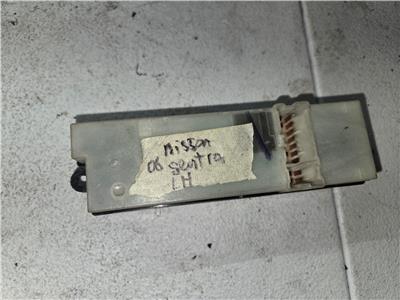 Nissan
06 sentra
LH